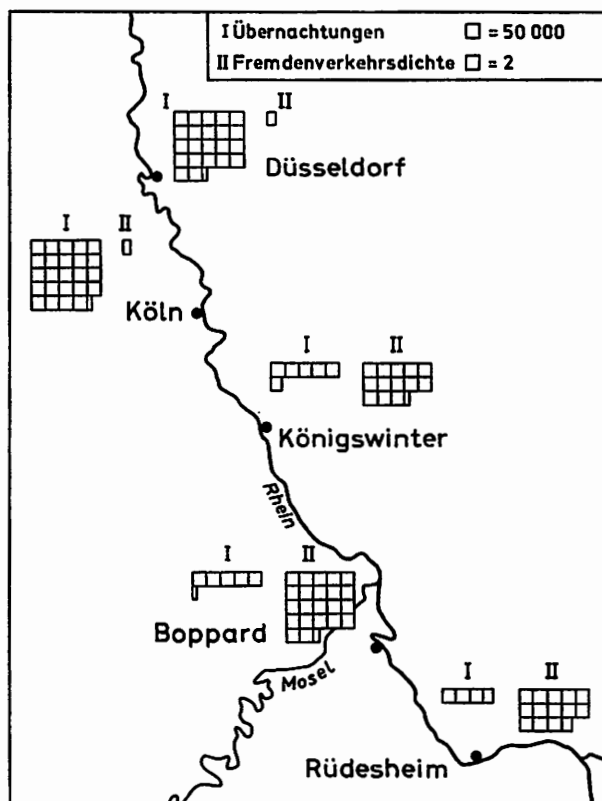 I Übernachtungen □ = 50 000
II Fremdenverkehrsdichte □ = 2
I II
Düsseldorf
I II
Köln
I II
Königswinter
Rhein
I II
Boppard
Mosel
I II
Rüdesheim